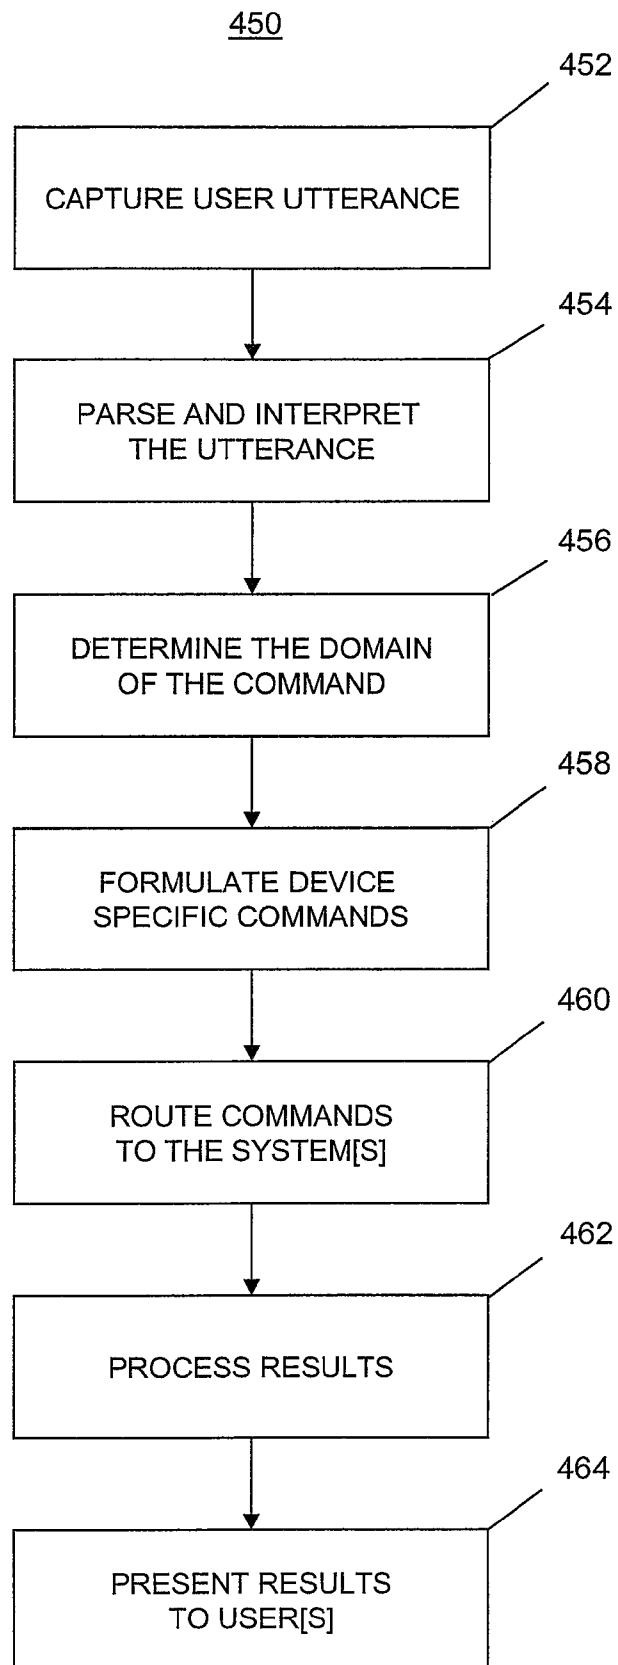 450
452
CAPTURE USER UTTERANCE
454
PARSE AND INTERPRET
THE UTTERANCE
456
DETERMINE THE DOMAIN
OF THE COMMAND
458
FORMULATE DEVICE
SPECIFIC COMMANDS
460
ROUTE COMMANDS
TO THE SYSTEM[S]
462
PROCESS RESULTS
464
PRESENT RESULTS
TO USER[S]